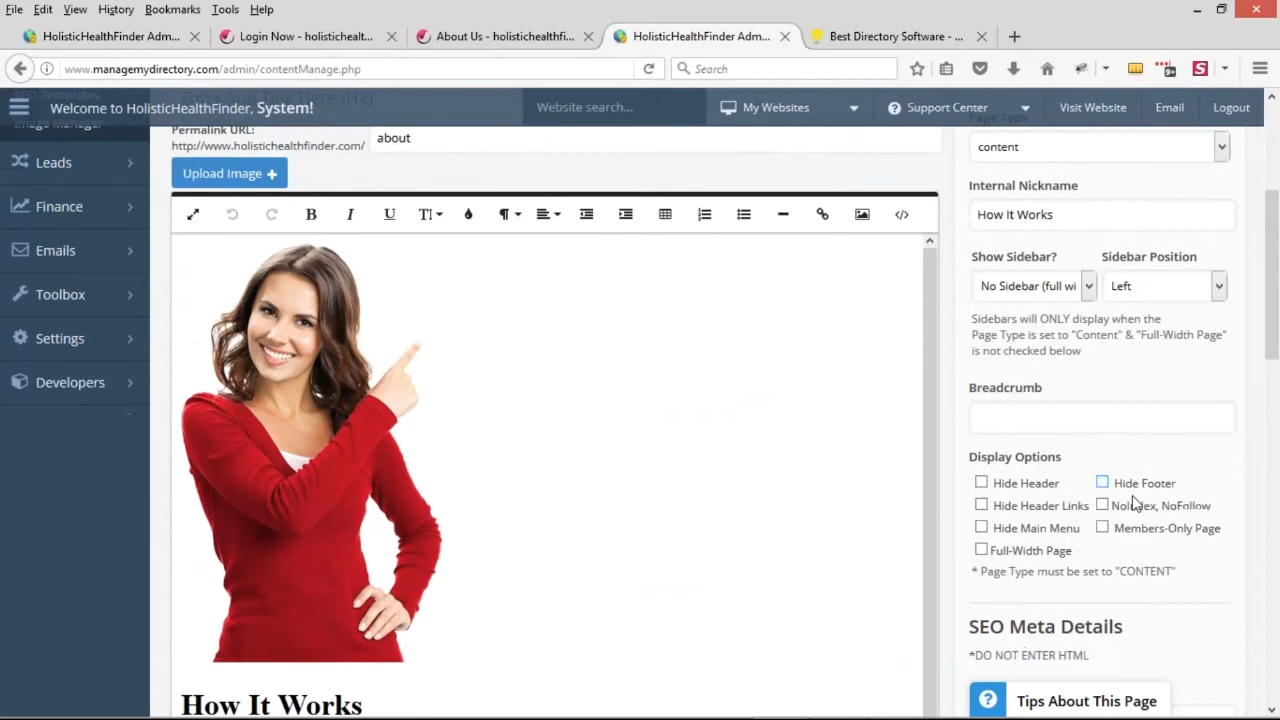 File Edit View History Bookmarks Tools Help
HolisticHealthFinder Adm... Login Now - holistichealt... About Us - holistichealthfi... HolisticHealthFinder Adm... Best Directory Software - ...
www.managemydirectory.com/admin/contentManage.php Search
Welcome to HolisticHealthFinder, System! Website search... My Websites Support Center Visit Website Email Logout
Image Manager
Leads
Finance
Emails
Toolbox
Settings
Developers
Permalink URL:
http://www.holistichealthfinder.com/ about
Upload Image
How It Works
Page Type
content
Internal Nickname
How It Works
Show Sidebar? Sidebar Position
No Sidebar (full wi Left
Sidebars will ONLY display when the
Page Type is set to "Content" & "Full-Width Page"
is not checked below
Breadcrumb
Display Options
Hide Header Hide Footer
Hide Header Links NoIndex, NoFollow
Hide Main Menu Members-Only Page
Full-Width Page
* Page Type must be set to "CONTENT"
SEO Meta Details
*DO NOT ENTER HTML
Tips About This Page